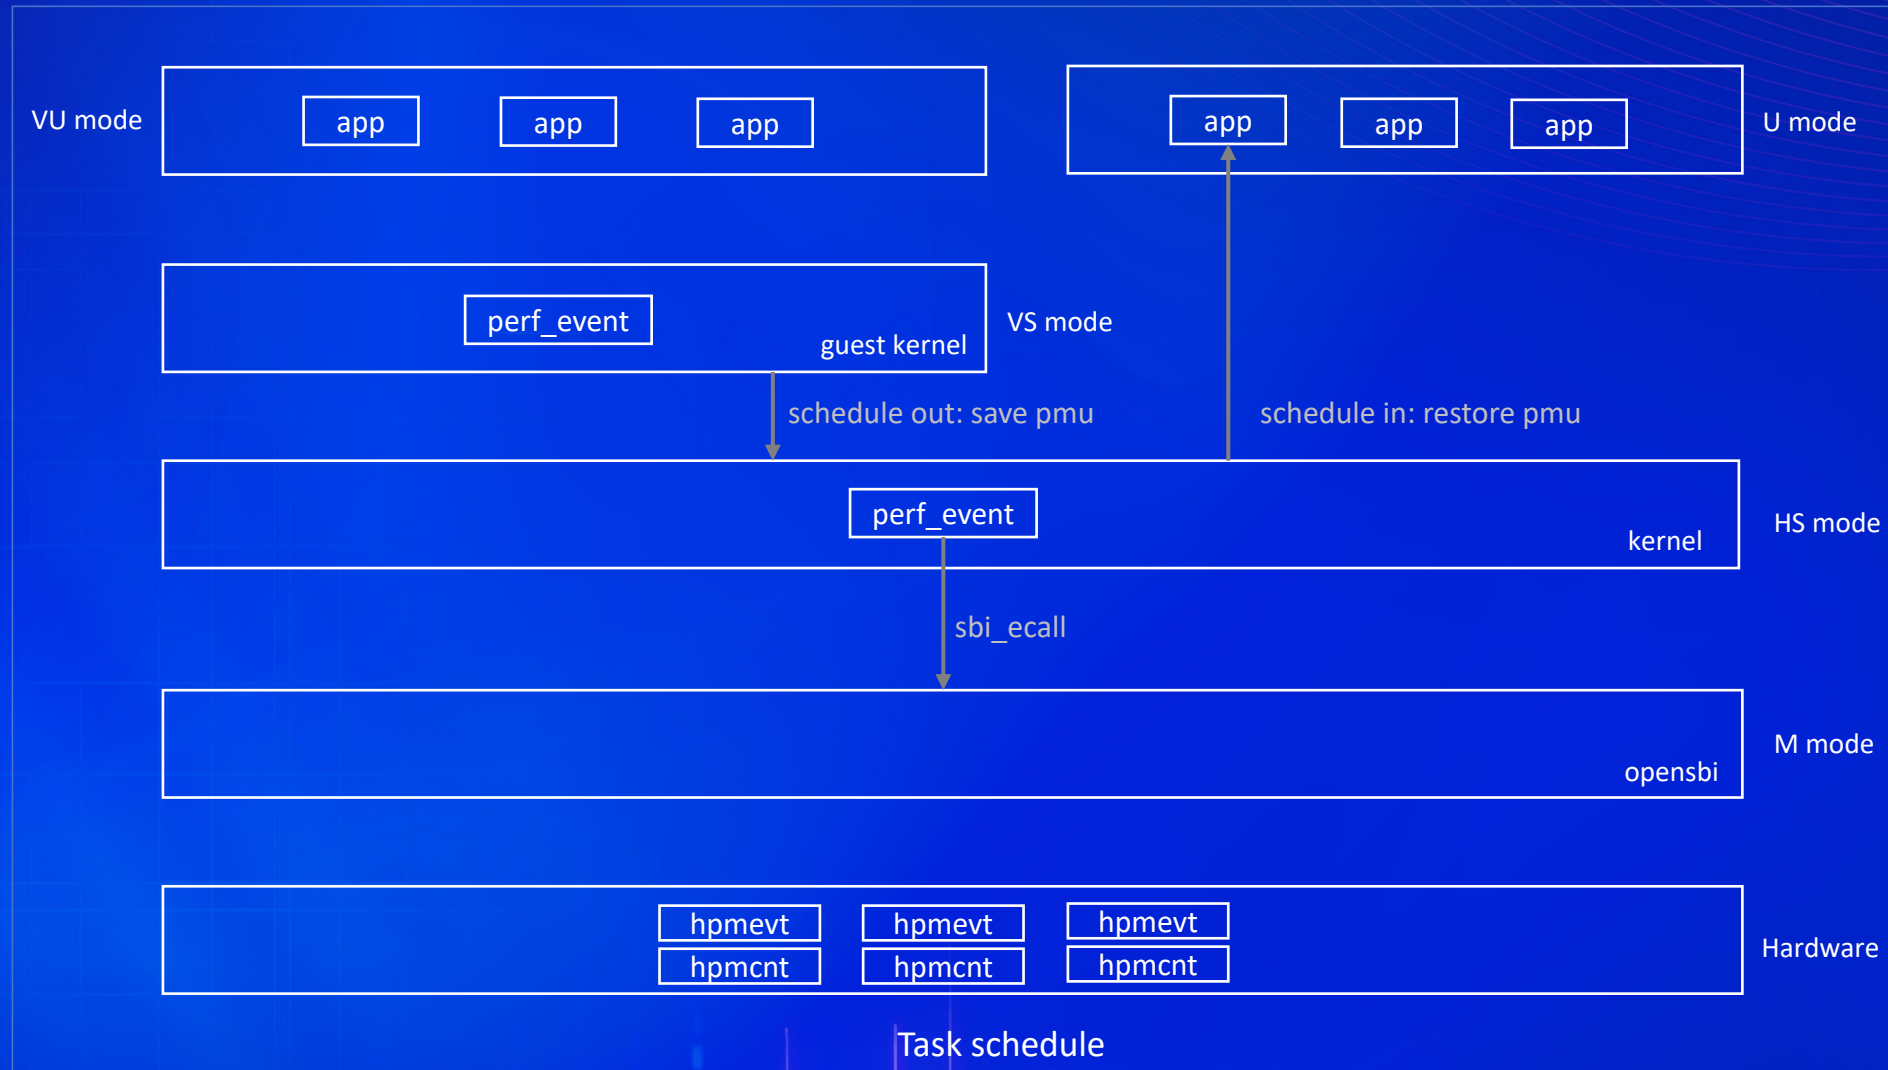 VU mode
app
app
app
app
app
app
U mode
perf_event
guest kernel
VS mode
schedule out: save pmu
schedule in: restore pmu
perf_event
kernel
HS mode
sbi_ecall
opensbi
M mode
hpmevt
hpmevt
hpmevt
hpmcnt
hpmcnt
hpmcnt
Hardware
Task schedule